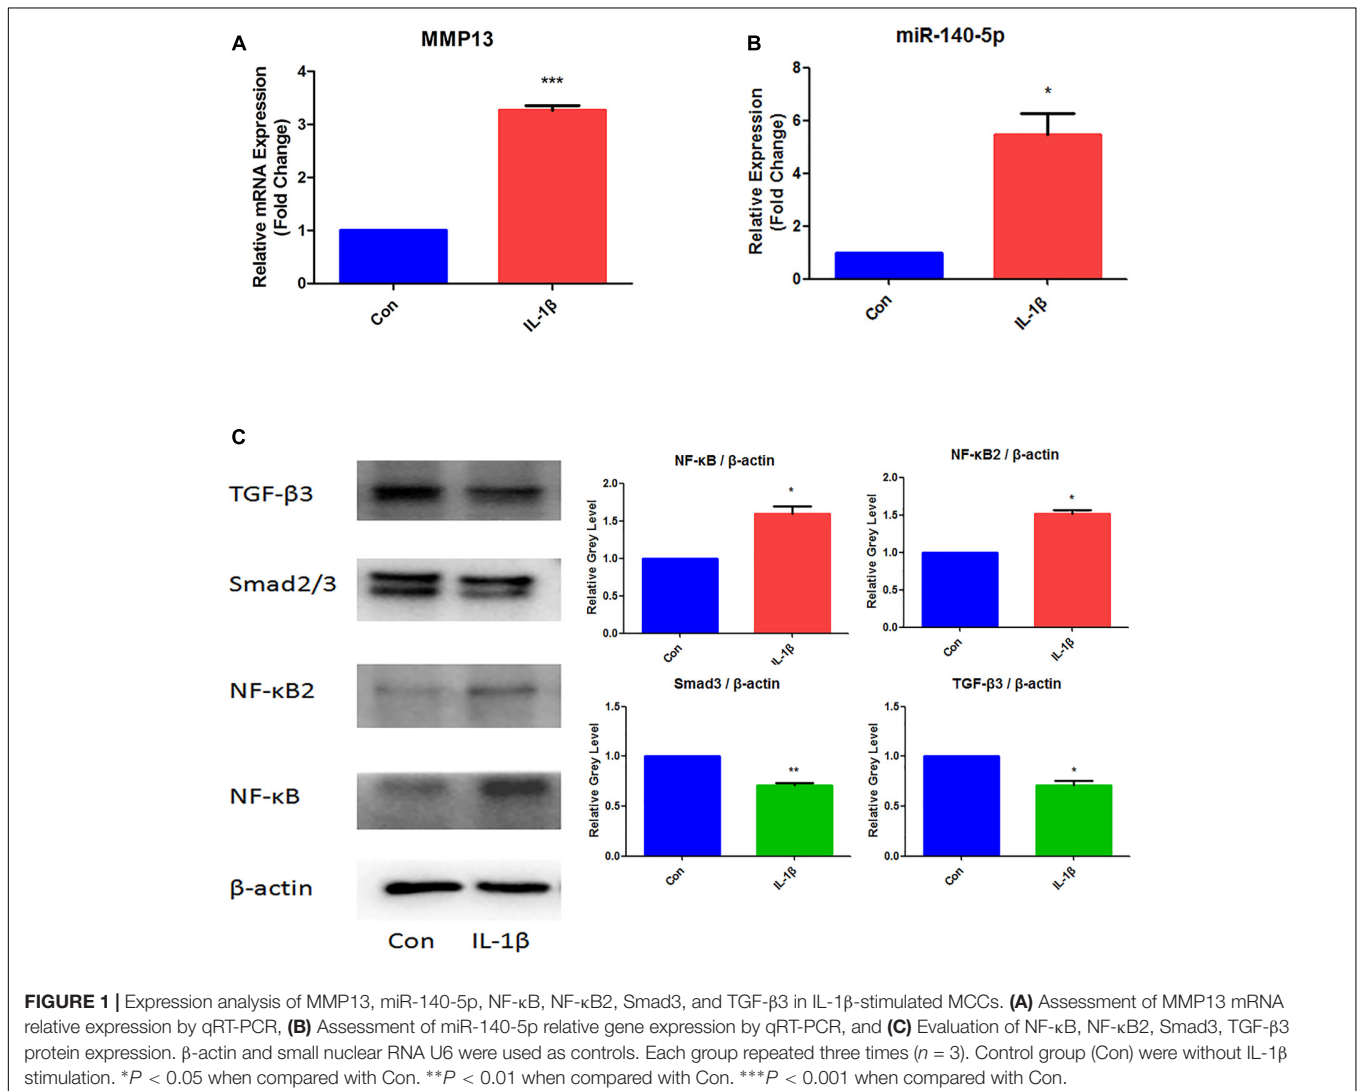 A
MMP13
Relative mRNA Expression
(Fold Change)
4
3
2
1
0
***
Con
IL-1β
B
miR-140-5p
Relative Expression
(Fold Change)
8
6
4
2
0
*
Con
IL-1β
C
TGF-β3
Smad2/3
NF-κB2
NF-κB
β-actin
Con IL-1β
NF-κB / β-actin
Relative Grey Level
2.0
1.5
1.0
0.5
0.0
*
Con
IL-1β
NF-κB2 / β-actin
Relative Grey Level
2.0
1.5
1.0
0.5
0.0
*
Con
IL-1β
Smad3 / β-actin
Relative Grey Level
1.5
1.0
0.5
0.0
**
Con
IL-1β
TGF-β3 / β-actin
Relative Grey Level
1.5
1.0
0.5
0.0
*
Con
IL-1β
FIGURE 1 | Expression analysis of MMP13, miR-140-5p, NF-κB, NF-κB2, Smad3, and TGF-β3 in IL-1β-stimulated MCCs. (A) Assessment of MMP13 mRNA
relative expression by qRT-PCR, (B) Assessment of miR-140-5p relative gene expression by qRT-PCR, and (C) Evaluation of NF-κB, NF-κB2, Smad3, TGF-β3
protein expression. β-actin and small nuclear RNA U6 were used as controls. Each group repeated three times (n = 3). Control group (Con) were without IL-1β
stimulation. *P < 0.05 when compared with Con. **P < 0.01 when compared with Con. ***P < 0.001 when compared with Con.